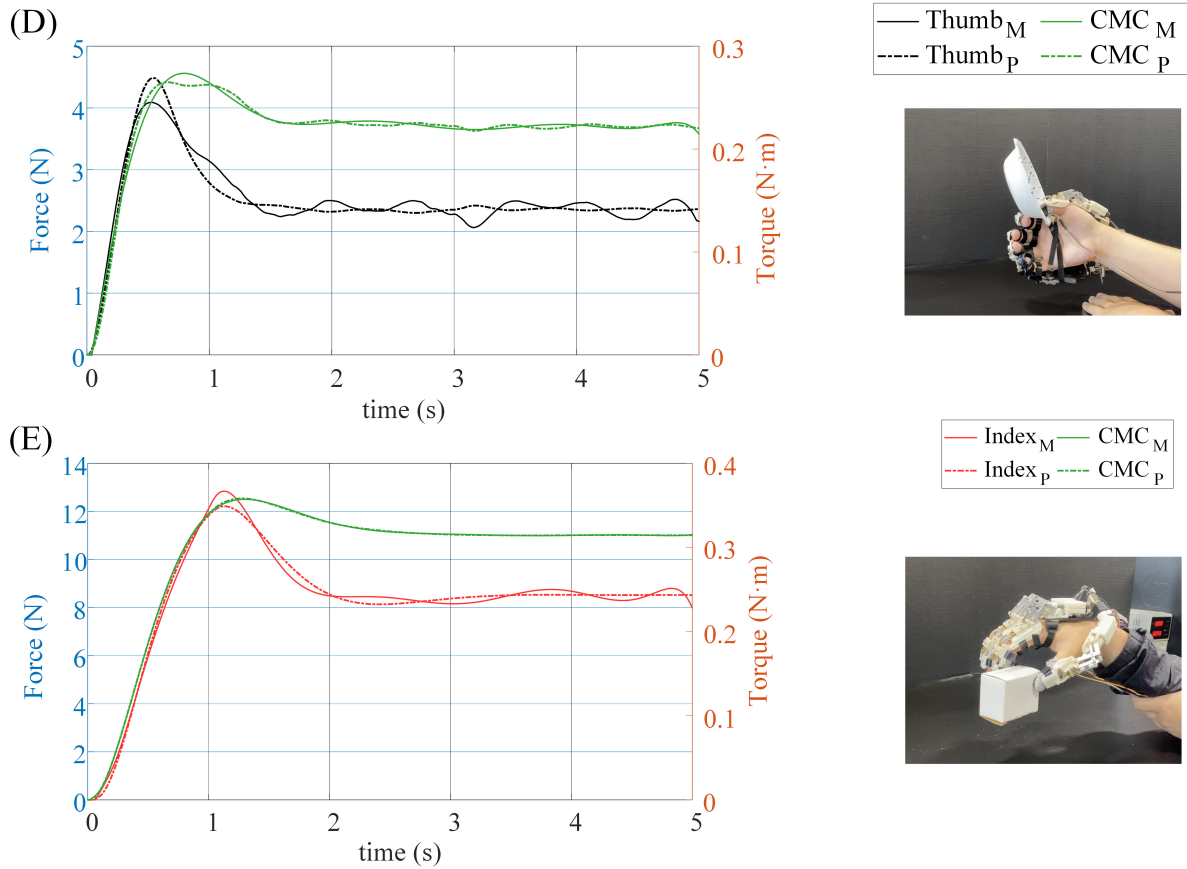 (D)
Thumb_M CMC_M
Thumb_P CMC_P
5
4
3
2
1
0
Force (N)
0.3
0.2
0.1
0
Torque (N·m)
0 1 2 3 4 5
time (s)
(E)
Index_M CMC_M
Index_P CMC_P
14
12
10
8
6
4
2
0
Force (N)
0.4
0.3
0.2
0.1
0
Torque (N·m)
0 1 2 3 4 5
time (s)